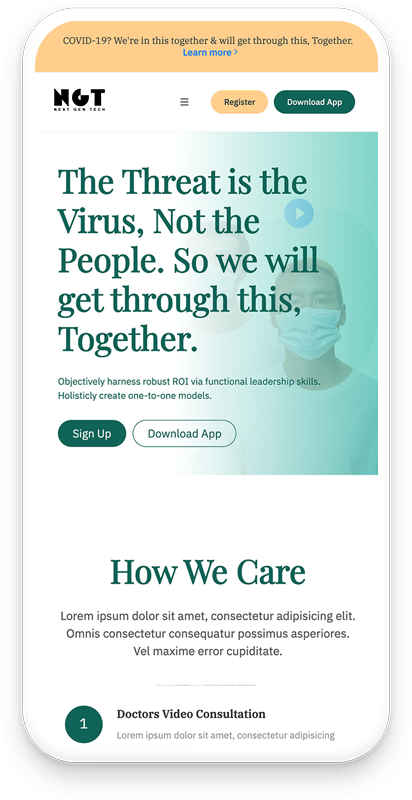 COVID-19? We're in this together & will get through this, Together.
Learn more >
NGT
NEXT GEN TECH
Register
Download App
The Threat is the
Virus, Not the
People. So we will
get through this,
Together.
Objectively harness robust ROI via functional leadership skills.
Holisticly create one-to-one models.
Sign Up
Download App
How We Care
Lorem ipsum dolor sit amet, consectetur adipisicing elit.
Omnis consectetur consequatur possimus asperiores.
Vel maxime error cupiditate.
1
Doctors Video Consultation
Lorem ipsum dolor sit amet, consectetur adipisicing